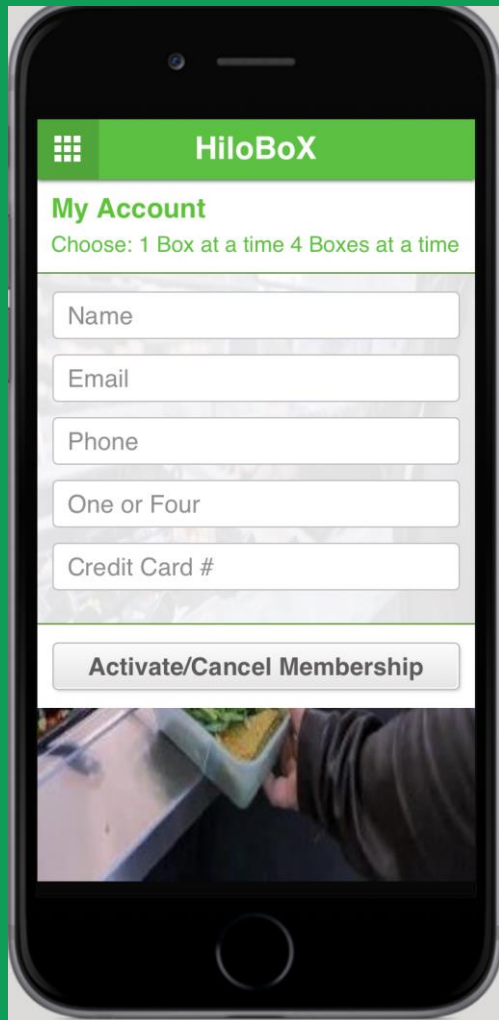 HiloBoX
My Account
Choose: 1 Box at a time 4 Boxes at a time
Name
Email
Phone
One or Four
Credit Card #
Activate/Cancel Membership